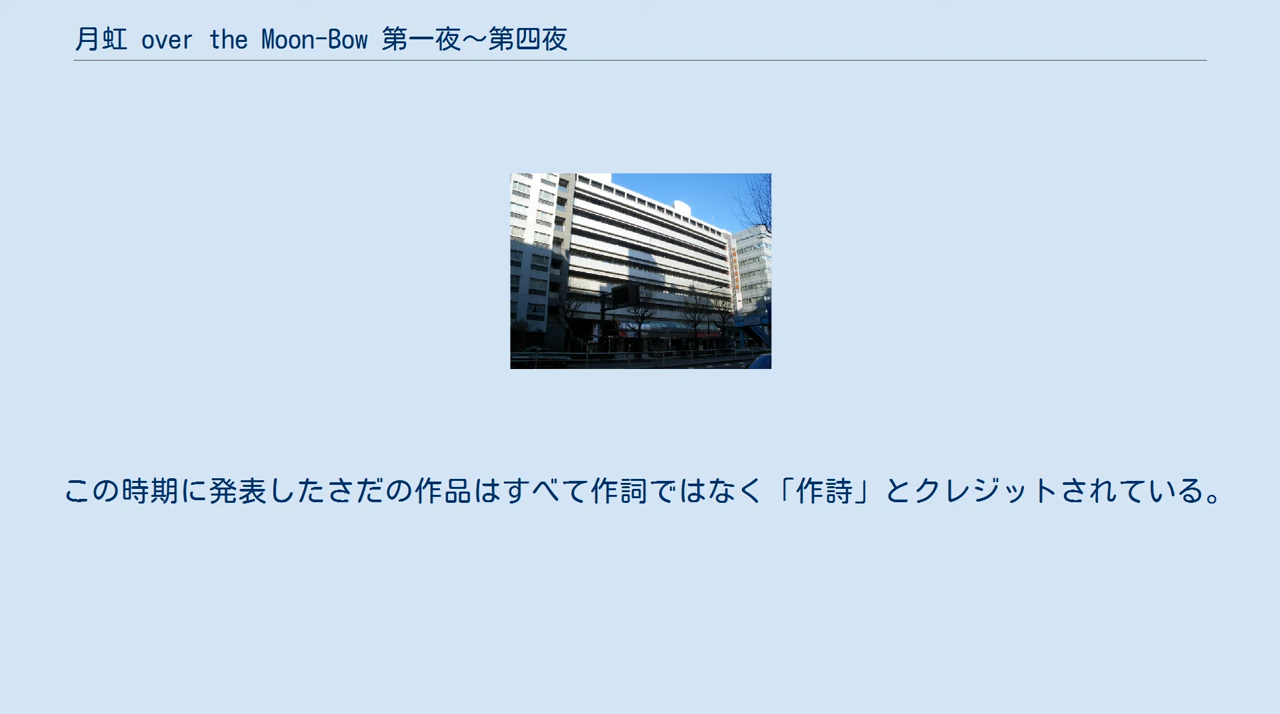 月虹 over the Moon-Bow 第一夜～第四夜
この時期に発表したさだの作品はすべて作詞ではなく「作詩」とクレジットされている。